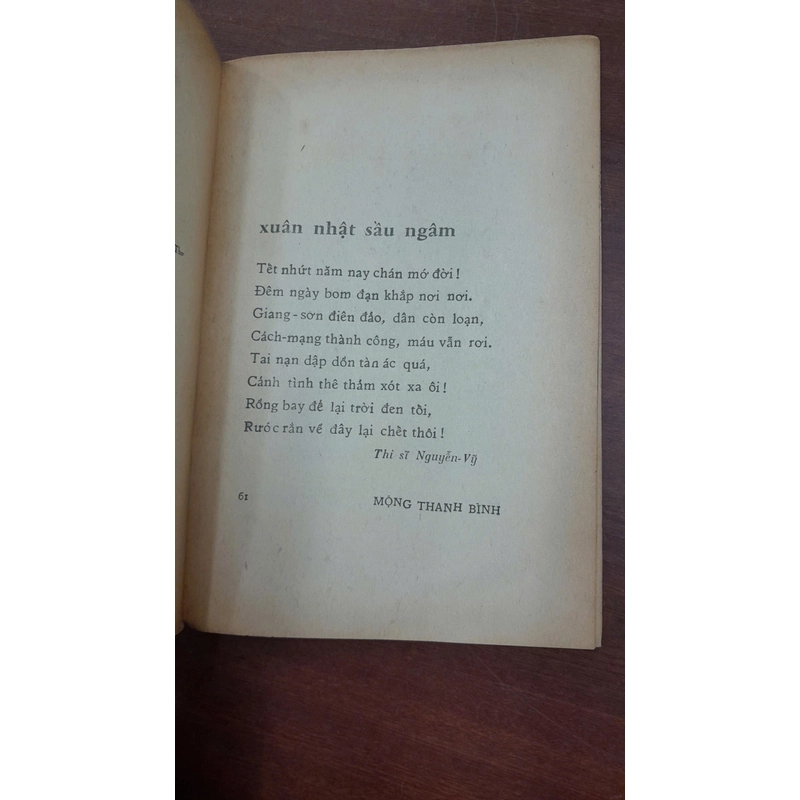 xuân nhật sầu ngâm
Tết nhứt năm nay chán mớ đời !
Đêm ngày bom đạn khắp nơi nơi.
Giang-sơn điên đảo, dân còn loạn,
Cách-mạng thành công, máu vẫn rơi.
Tai nạn dập dồn tàn ác quá,
Cảnh tình thê thảm xót xa ôi !
Rồng bay để lại trời đen tối,
Rước rắn về đây lại chết thôi !
Thi sĩ Nguyễn-Vỹ
61
MỘNG THANH BÌNH